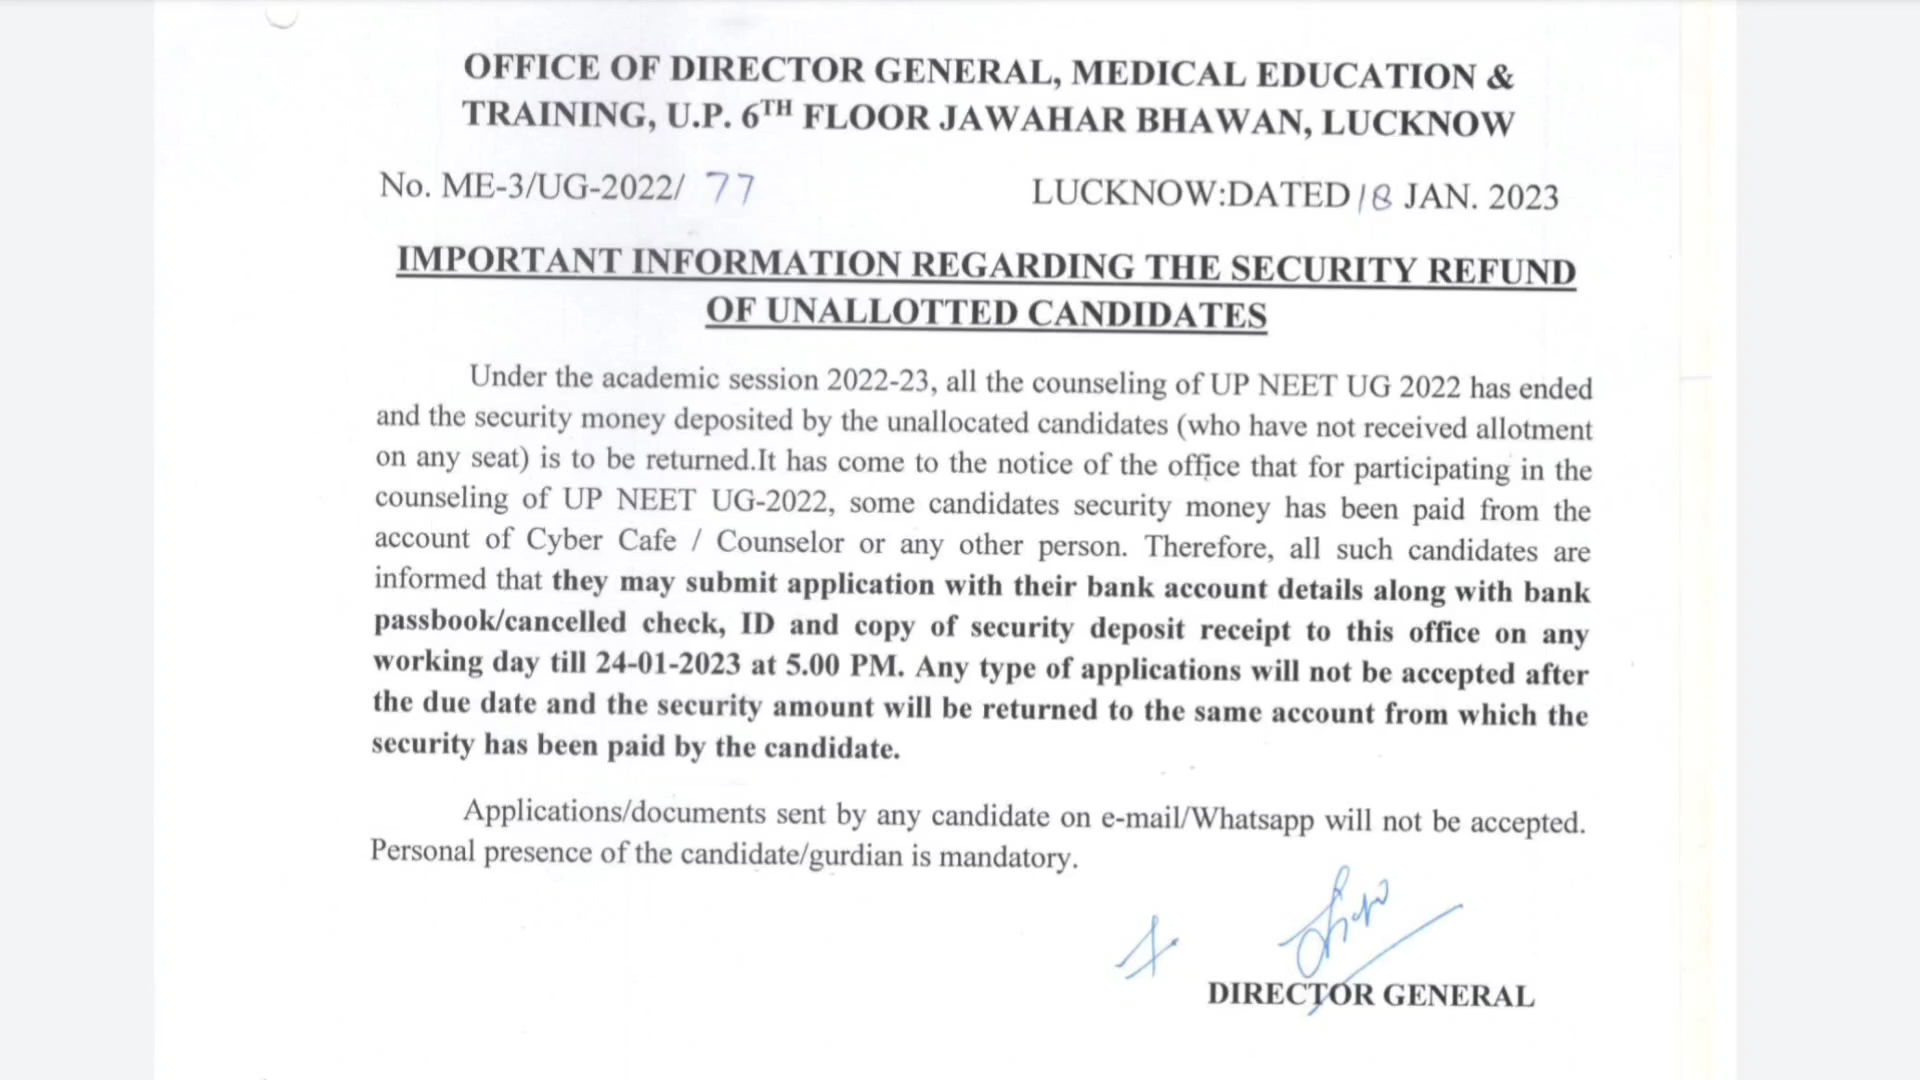 OFFICE OF DIRECTOR GENERAL, MEDICAL EDUCATION &
TRAINING, U.P. 6TH FLOOR JAWAHAR BHAWAN, LUCKNOW
No. ME-3/UG-2022/ 77 LUCKNOW:DATED 18 JAN. 2023
IMPORTANT INFORMATION REGARDING THE SECURITY REFUND
OF UNALLOTTED CANDIDATES
Under the academic session 2022-23, all the counseling of UP NEET UG 2022 has ended
and the security money deposited by the unallocated candidates (who have not received allotment
on any seat) is to be returned.It has come to the notice of the office that for participating in the
counseling of UP NEET UG-2022, some candidates security money has been paid from the
account of Cyber Cafe / Counselor or any other person. Therefore, all such candidates are
informed that they may submit application with their bank account details along with bank
passbook/cancelled check, ID and copy of security deposit receipt to this office on any
working day till 24-01-2023 at 5.00 PM. Any type of applications will not be accepted after
the due date and the security amount will be returned to the same account from which the
security has been paid by the candidate.
Applications/documents sent by any candidate on e-mail/Whatsapp will not be accepted.
Personal presence of the candidate/gurdian is mandatory.
DIRECTOR GENERAL